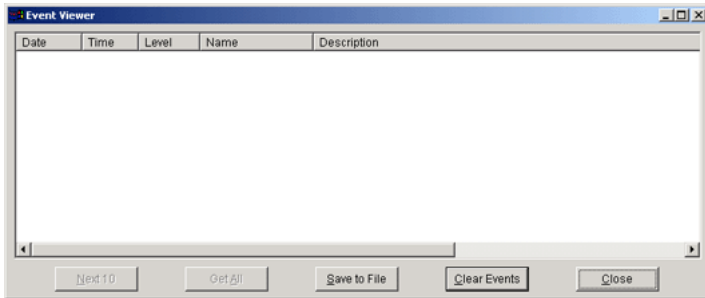 Event Viewer
Date Time Level Name Description
Next 10 Get All Save to File Clear Events Close